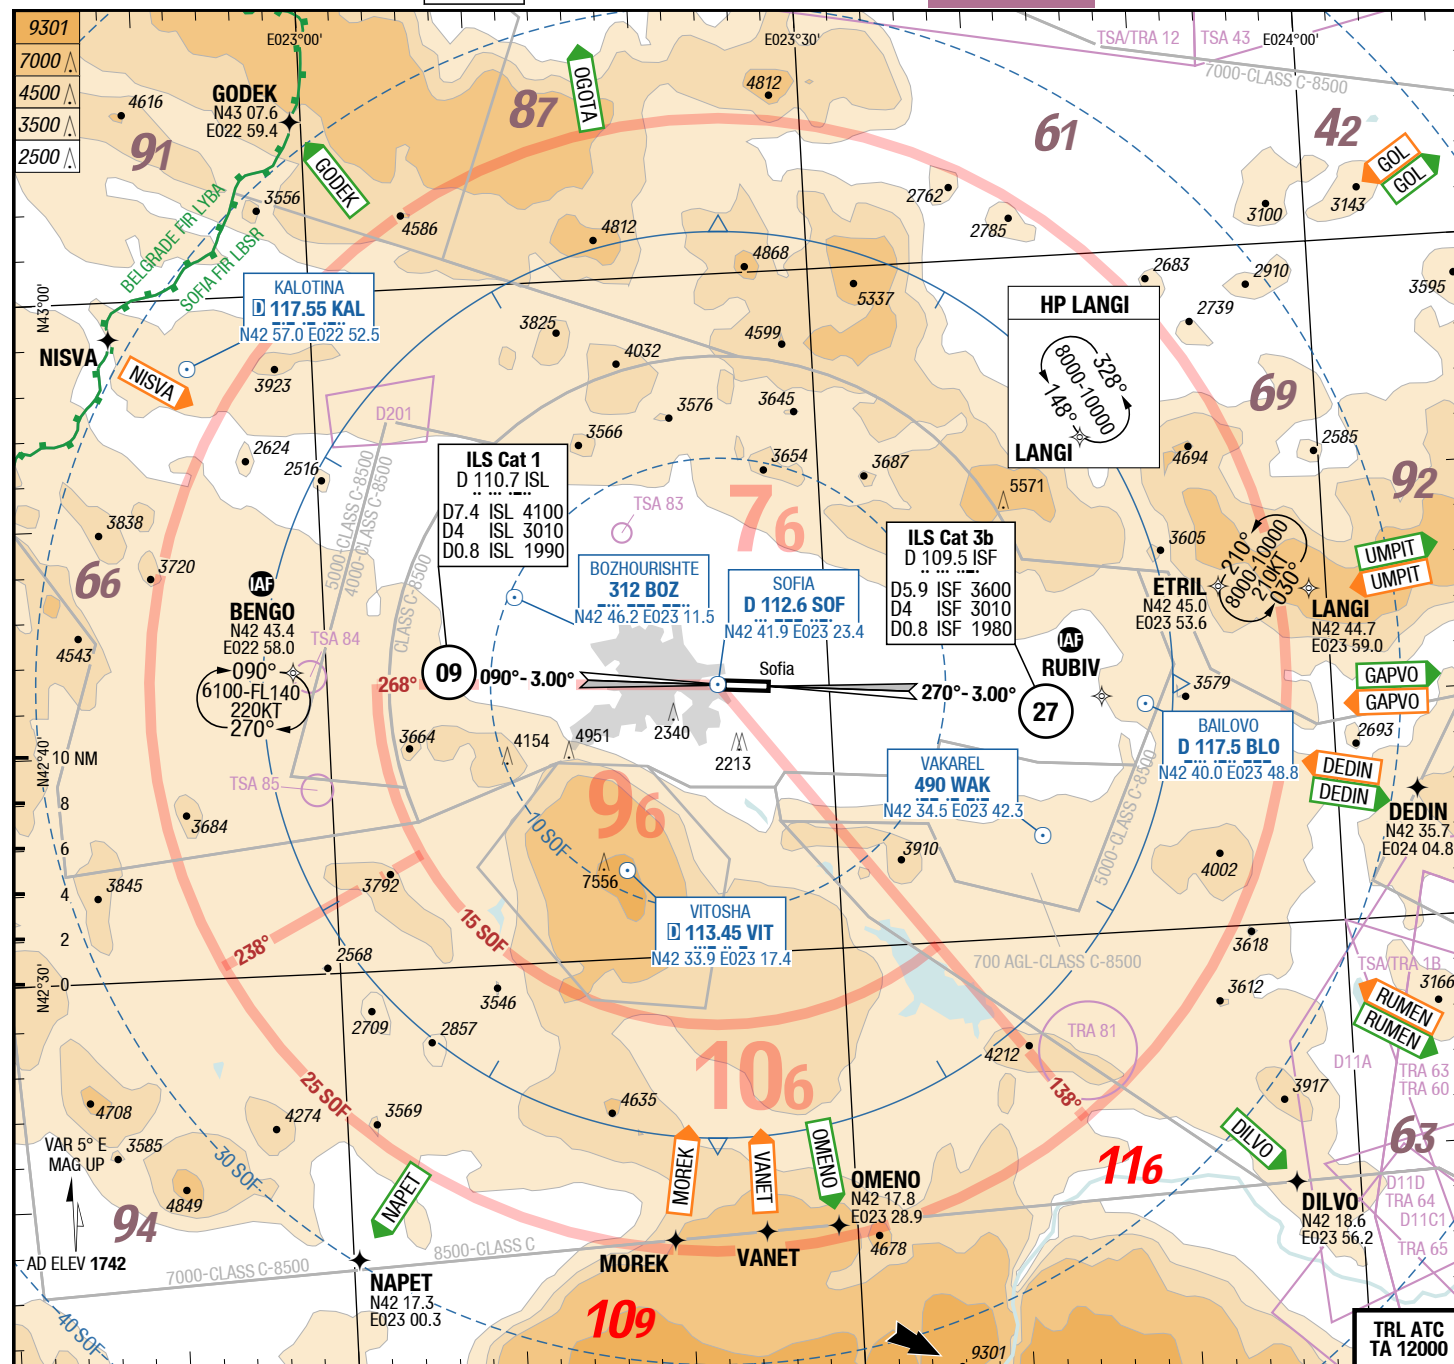 9301
7000
4500
3500
2500
E023°00'
E023°30'
E024°00'
TSA/TRA 12
TSA 43
7000-CLASS C-8500
4616
GODEK
N43 07.6
E022 59.4
OGOTA
87
4812
61
42
91
GODEK
GOL
GOL
3556
4586
4812
2762
2785
3100
3143
BELGRADE FIR LYBA
SOFIA FIR LBSR
4868
5337
2683
2910
3595
2739
N43°00'
KALOTINA
D 117.55 KAL
N42 57.0 E022 52.5
HP LANGI
328°
8000-10000
148°
LANGI
NISVA
NISVA
3825
4032
4599
3923
3576
3645
69
D201
3566
3654
3687
2624
2516
4694
2585
92
ILS Cat 1
D 110.7 ISL
D7.4 ISL 4100
D4 ISL 3010
D0.8 ISL 1990
5000-CLASS C-8500
4000-CLASS C-8500
CLASS C-8500
TSA 83
76
5571
ILS Cat 3b
D 109.5 ISF
D5.9 ISF 3600
D4 ISF 3010
D0.8 ISF 1980
3838
3720
66
3605
210°
8000-10000
210KT
030°
UMPIT
UMPIT
BOZHOURISHTE
312 BOZ
N42 46.2 E023 11.5
SOFIA
D 112.6 SOF
N42 41.9 E023 23.4
IAF
BENGO
N42 43.4
E022 58.0
090°
6100-FL140
220KT
270°
TSA 84
4543
ETRIL
N42 45.0
E023 53.6
LANGI
N42 44.7
E023 59.0
IAF
RUBIV
268°
09
090°- 3.00°
Sofia
270°- 3.00°
27
3579
GAPVO
GAPVO
2693
3664
4154
4951
2340
2213
BAILOVO
D 117.5 BLO
N42 40.0 E023 48.8
N42°40'
10 NM
8
6
4
2
0
TSA 85
VAKAREL
490 WAK
N42 34.5 E023 42.3
DEDIN
DEDIN
DEDIN
N42 35.7
E024 04.8
3684
96
10 SOF
7556
3910
5000-CLASS C-8500
4002
3845
3792
VITOSHA
D 113.45 VIT
N42 33.9 E023 17.4
15 SOF
238°
2568
3618
700 AGL-CLASS C-8500
TSA/TRA 1B
3166
N42°30'
3546
3612
RUMEN
RUMEN
2709
2857
TRA 81
4212
D11A
TRA 63
TRA 60
106
25 SOF
138°
3917
4708
4274
3569
4635
VAR 5° E
MAG UP
3585
30 SOF
MOREK
VANET
OMENO
DILVO
63
116
OMENO
N42 17.8
E023 28.9
4849
94
NAPET
D11D
TRA 64
D11C1
TRA 65
DILVO
N42 18.6
E023 56.2
AD ELEV 1742
7000-CLASS C-8500
8500-CLASS C
MOREK
VANET
4678
NAPET
N42 17.3
E023 00.3
109
40 SOF
9301
TRL ATC
TA 12000